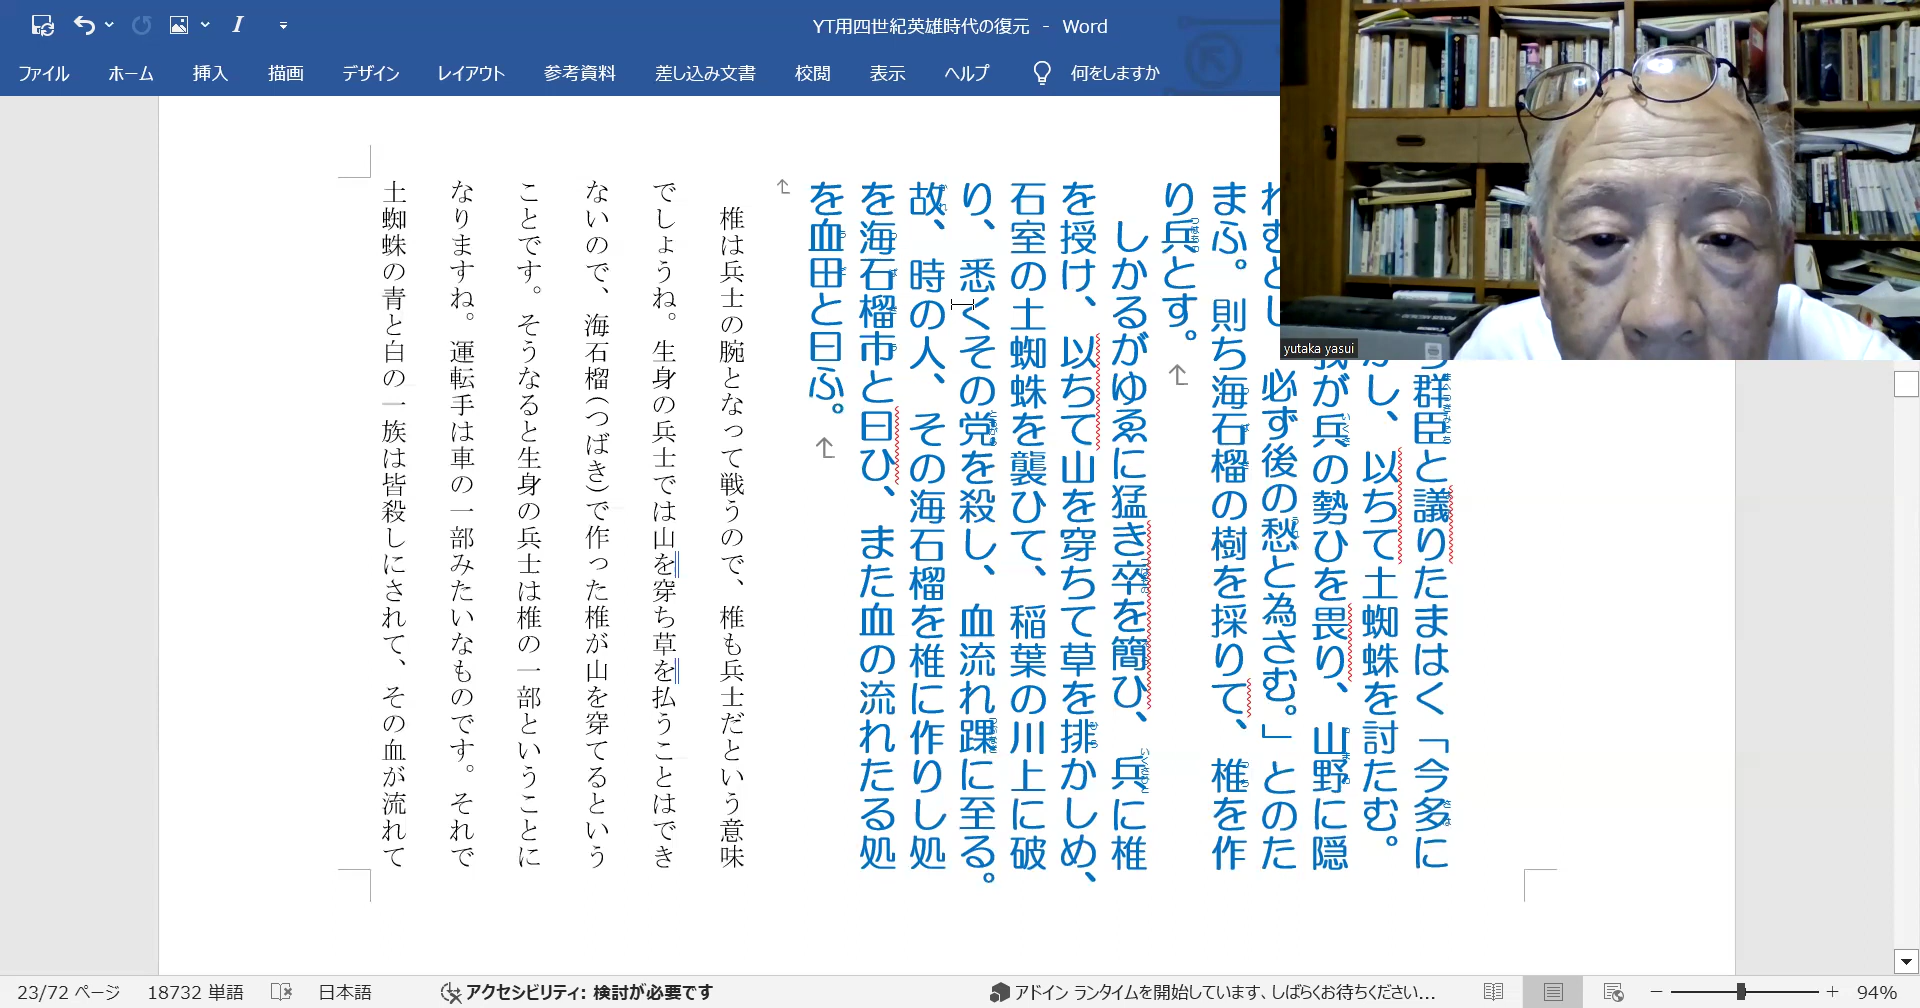 YT用四世紀英雄時代の復元 - Word
ファイル ホーム 挿入 描画 デザイン レイアウト 参考資料 差し込み文書 校閲 表示 ヘルプ 何をしますか
yutaka yasui
群臣と議りたまはく「今多に
し、以ちて土蜘蛛を討たむ。
が兵の勢ひを畏り、山野に隠
れむとし 必ず後の愁と為さむ。」とのた
まふ。則ち海石榴の樹を採りて、椎を作
り兵とす。
しかるがゆゑに猛き卒を簡ひ、兵に椎
を授け、以ちて山を穿ちて草を排かしめ、
石室の土蜘蛛を襲ひて、稲葉の川上に破
り、悉くその党を殺し、血流れ踝に至る。
故、時の人、その海石榴を椎に作りし処
を海石榴市と曰ひ、また血の流れたる処
を血田と曰ふ。
椎は兵士の腕となって戦うので、椎も兵士だという意味
でしょうね。生身の兵士では山を穿ち草を払うことはでき
ないので、海石榴(つばき)で作った椎が山を穿てるという
ことです。そうなると生身の兵士は椎の一部ということに
なりますね。運転手は車の一部みたいなものです。それで
土蜘蛛の青と白の一族は皆殺しにされて、その血が流れて
23/72 ページ 18732 単語 日本語 アクセシビリティ: 検討が必要です アドイン ランタイムを開始しています、しばらくお待ちください... 94%